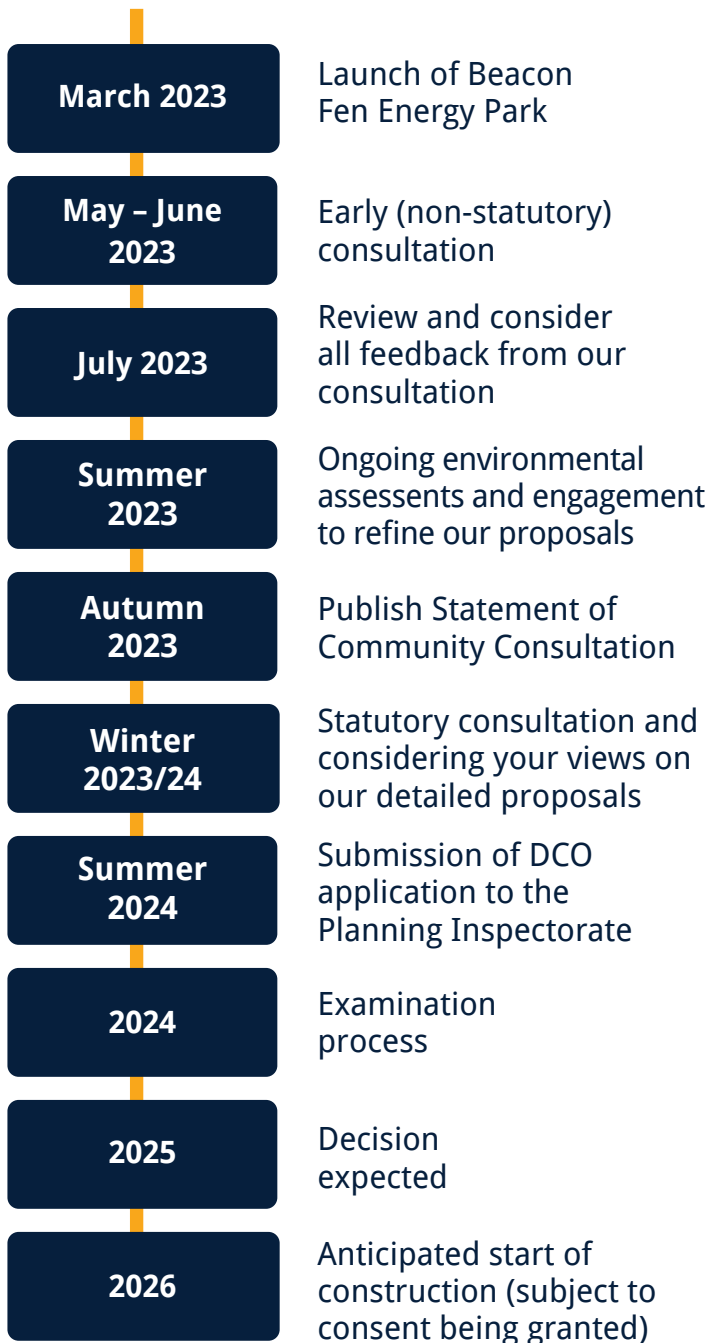 March 2023
Launch of Beacon
Fen Energy Park
May – June
2023
Early (non-statutory)
consultation
July 2023
Review and consider
all feedback from our
consultation
Summer
2023
Ongoing environmental
assessents and engagement
to refine our proposals
Autumn
2023
Publish Statement of
Community Consultation
Winter
2023/24
Statutory consultation and
considering your views on
our detailed proposals
Summer
2024
Submission of DCO
application to the
Planning Inspectorate
2024
Examination
process
2025
Decision
expected
2026
Anticipated start of
construction (subject to
consent being granted)